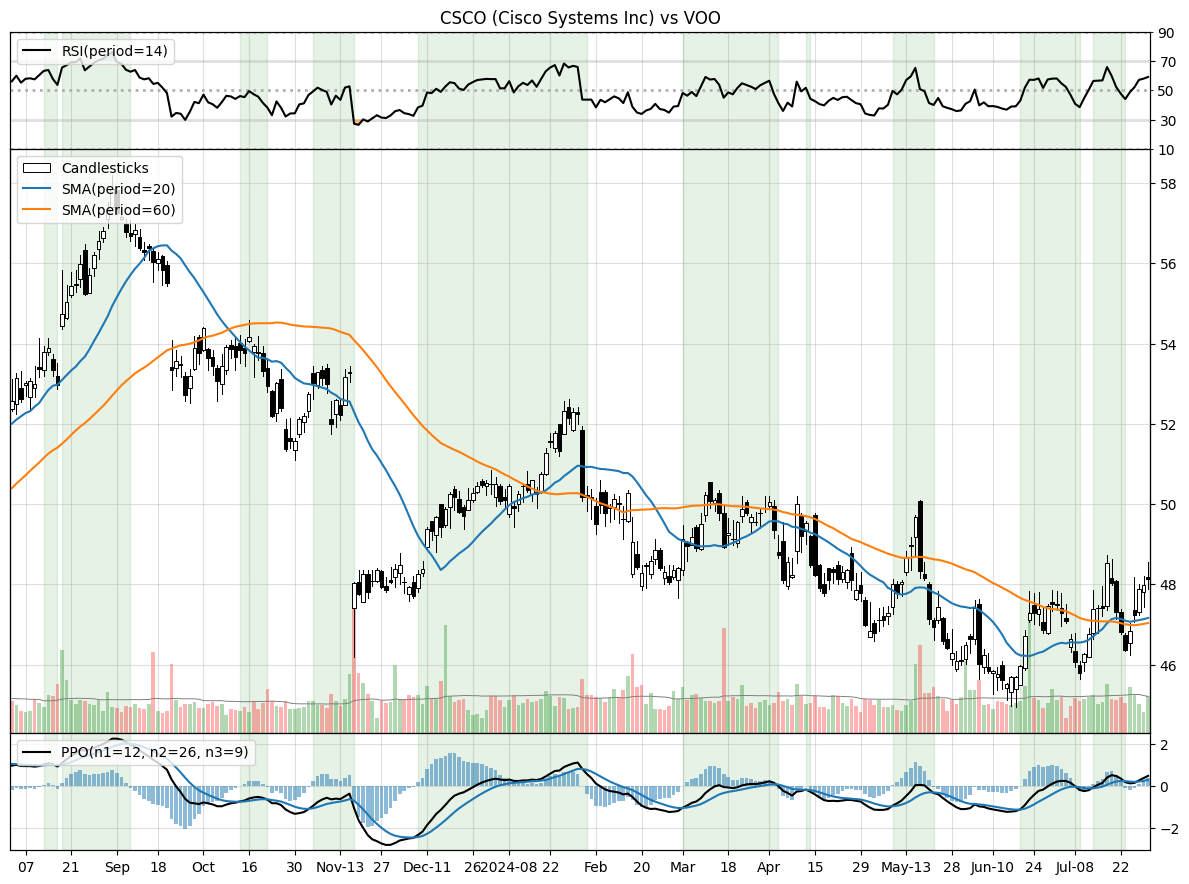 CSCO (Cisco Systems Inc) vs VOO
RSI(period=14)
90
70
50
30
10
Candlesticks
SMA(period=20)
SMA(period=60)
58
56
54
52
50
48
46
PPO(n1=12, n2=26, n3=9)
2
0
−2
07 21 Sep 18 Oct 16 30 Nov-13 27 Dec-11 26 2024-08 22 Feb 20 Mar 18 Apr 15 29 May-13 28 Jun-10 24 Jul-08 22